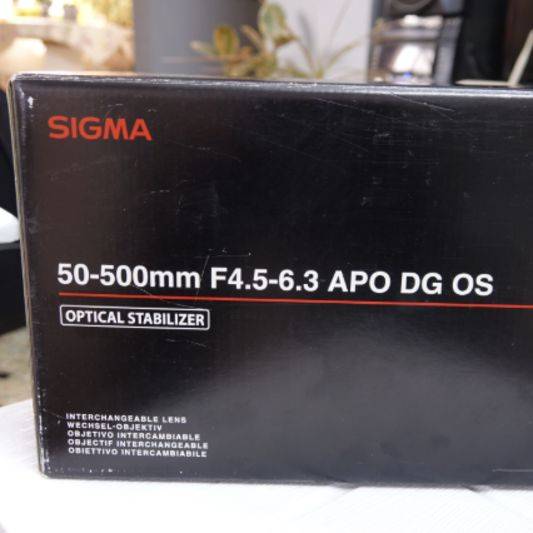 SIGMA
50-500mm F4.5-6.3 APO DG OS
OPTICAL STABILIZER
INTERCHANGEABLE LENS
WECHSEL-OBJEKTIV
OBJETIVO INTERCAMBIABLE
OBJECTIF INTERCHANGEABLE
OBIETTIVO INTERCAMBIABILE